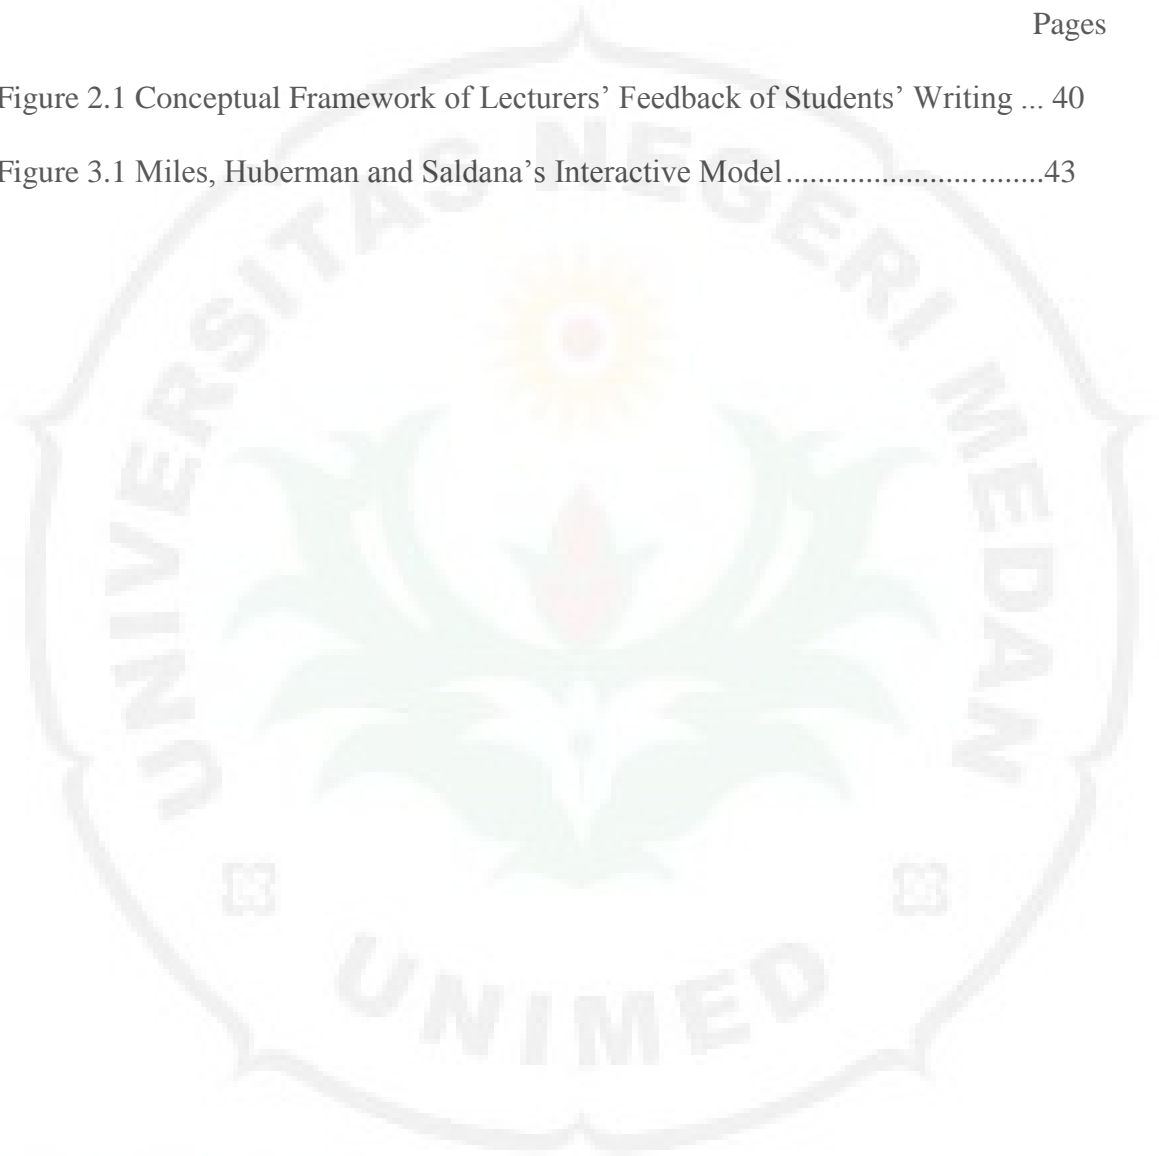 Pages
Figure 2.1 Conceptual Framework of Lecturers’ Feedback of Students’ Writing ... 40
Figure 3.1 Miles, Huberman and Saldana’s Interactive Model................................43
UNIVERSITAS NEGERI MEDAN
UNIMED